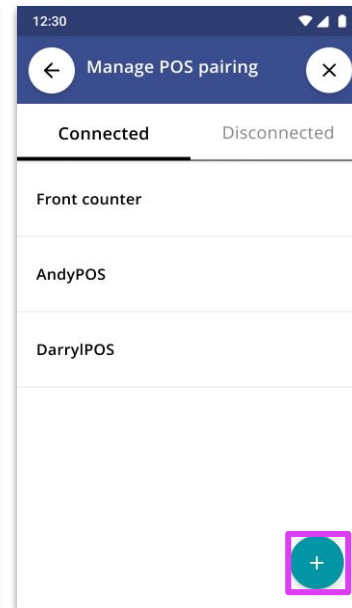 12:30
Manage POS pairing
Connected
Disconnected
Front counter
AndyPOS
DarrylPOS